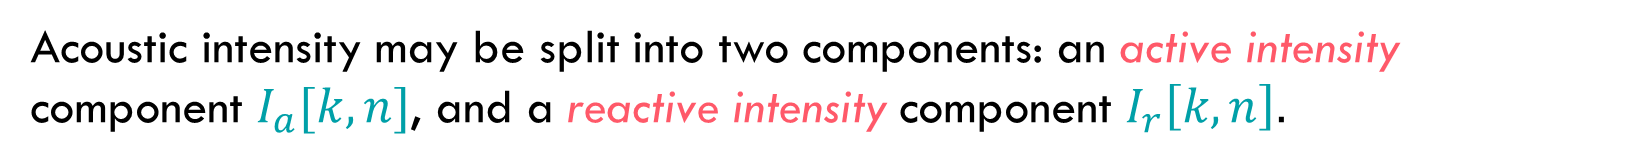 Acoustic intensity may be split into two components: an active intensity
component I_a[k, n], and a reactive intensity component I_r[k, n].